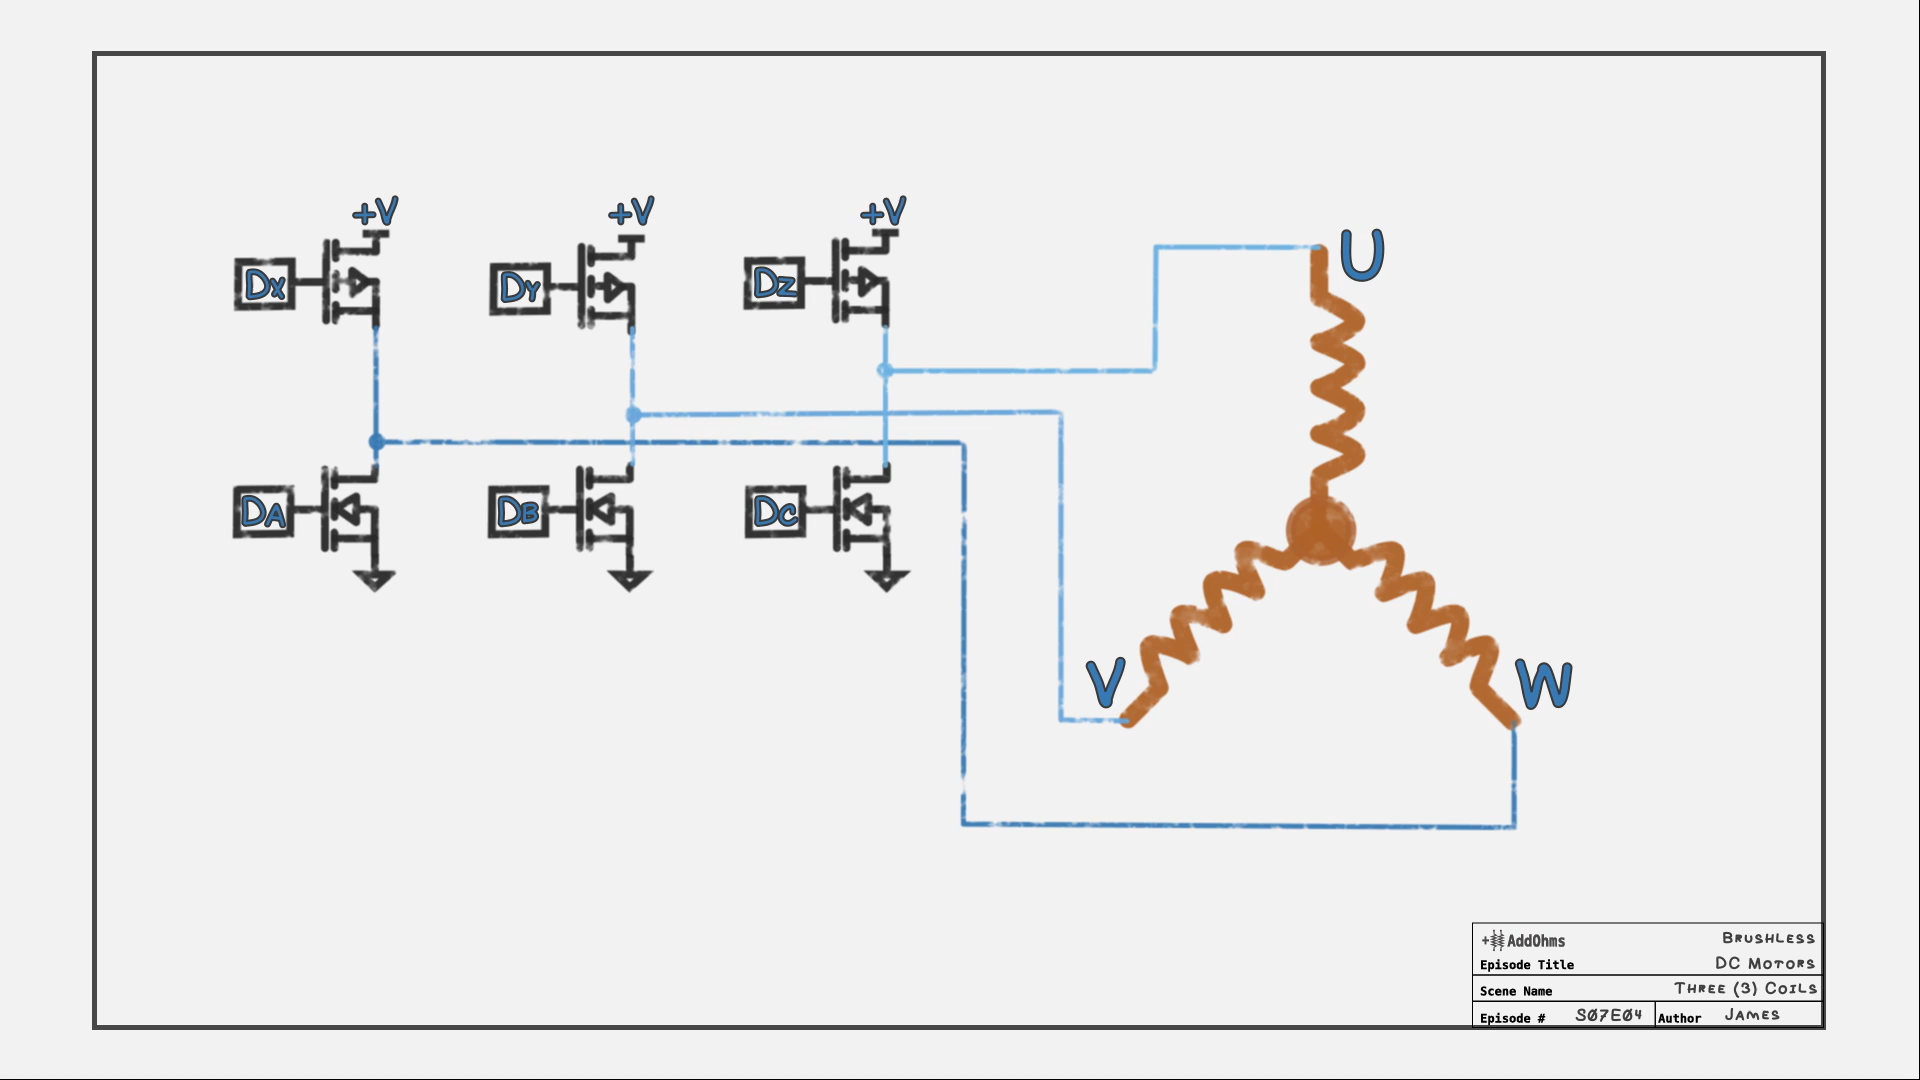 +V +V +V
DX DY DZ
DA DB DC
U
V W
+AddOhms BRUSHLESS
Episode Title DC MOTORS
Scene Name THREE (3) COILS
Episode # S07E04 Author JAMES